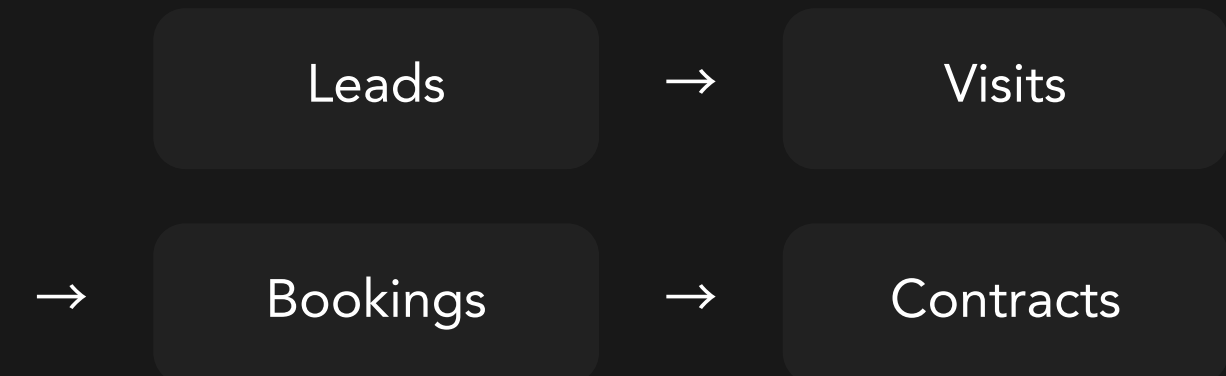 Leads → Visits
→ Bookings → Contracts